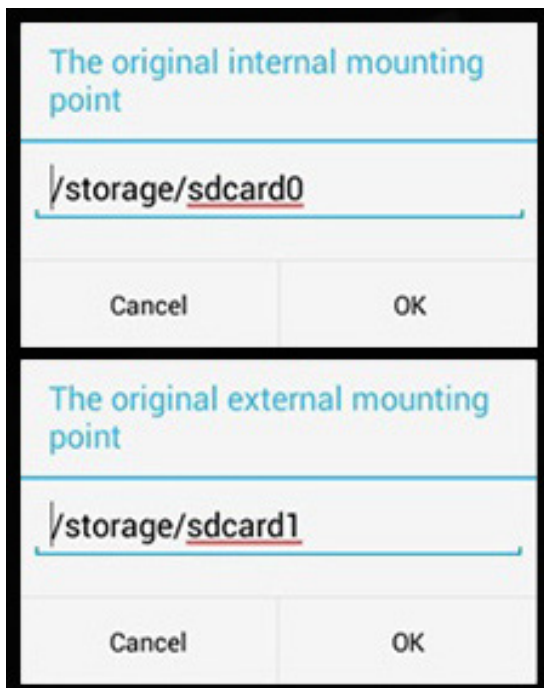 The original internal mounting
point
/storage/sdcard0
Cancel OK
The original external mounting
point
/storage/sdcard1
Cancel OK